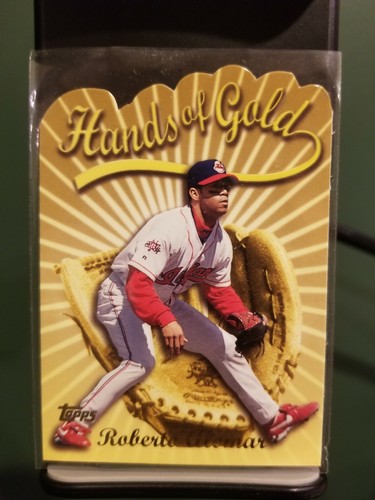 Hands of Gold
Topps
Roberto Alomar